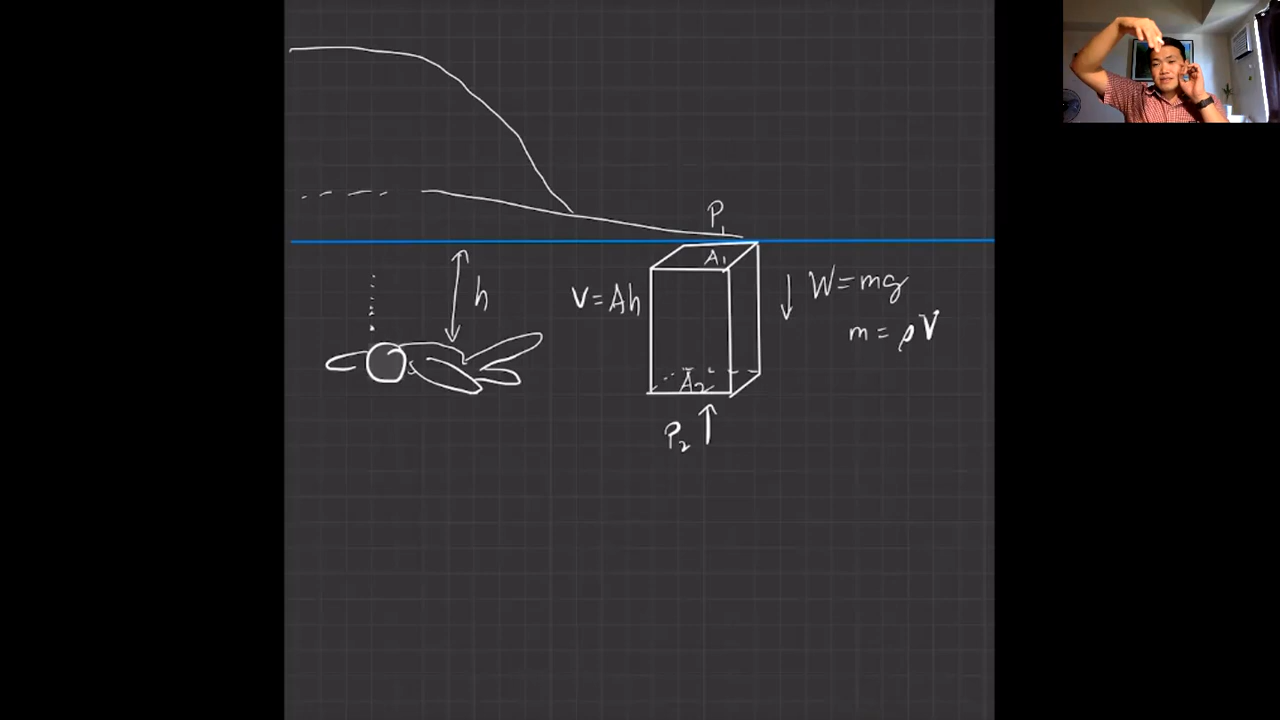 P₁
A₁
h
V = Ah
W = mg
m = ρV
A₂
P₂